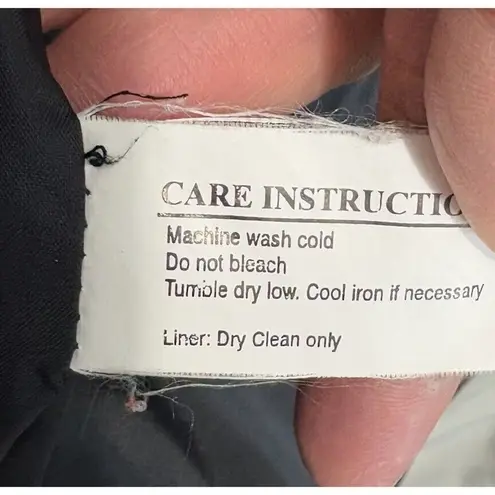 CARE INSTRUCTIO
Machine wash cold
Do not bleach
Tumble dry low. Cool iron if necessary
Liner: Dry Clean only